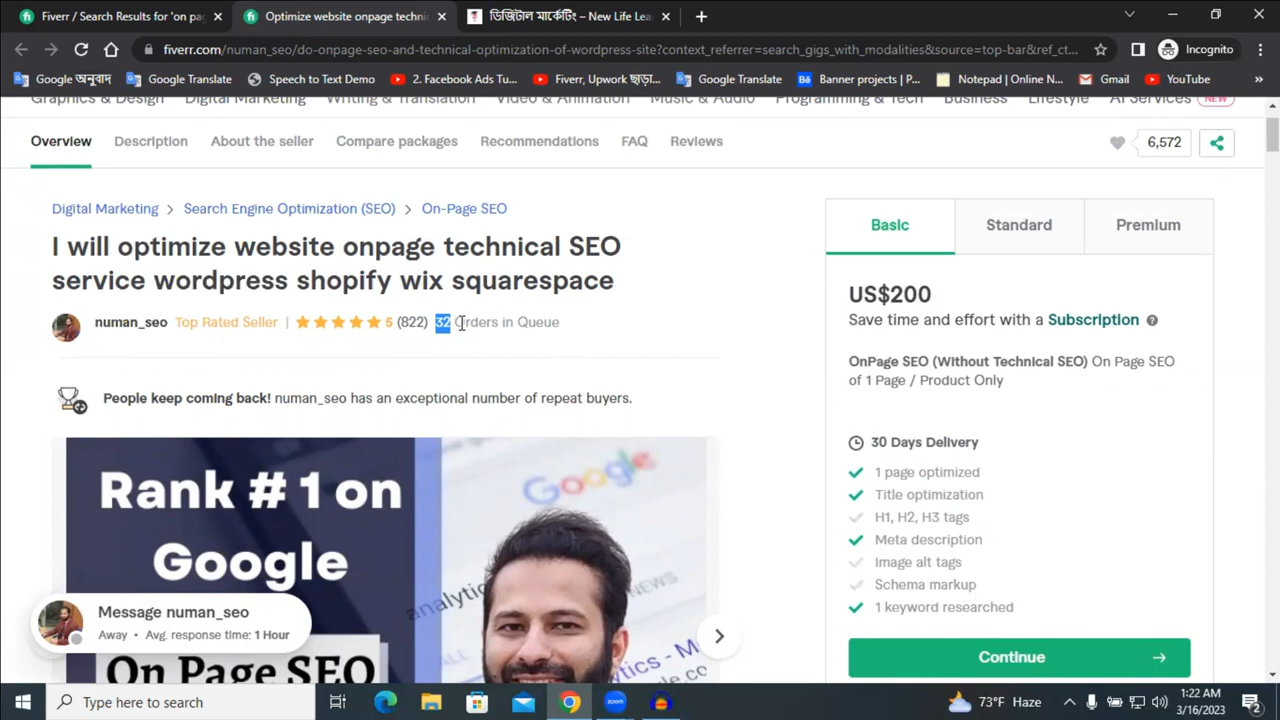 Fiverr / Search Results for 'on pag
Optimize website onpage technic
ডিজিটাল মার্কেটিং – New Life Lea
fiverr.com/numan_seo/do-onpage-seo-and-technical-optimization-of-wordpress-site?context_referrer=search_gigs_with_modalities&source=top-bar&ref_ct...
Incognito
Google অনুবাদ
Google Translate
Speech to Text Demo
2. Facebook Ads Tu...
Fiverr, Upwork ছাড়া...
Google Translate
Banner projects | P...
Notepad | Online N...
Gmail
YouTube
»
Graphics & Design
Digital Marketing
Writing & Translation
Video & Animation
Music & Audio
Programming & Tech
Business
Lifestyle
AI Services
NEW
Overview
Description
About the seller
Compare packages
Recommendations
FAQ
Reviews
6,572
Digital Marketing > Search Engine Optimization (SEO) > On-Page SEO
I will optimize website onpage technical SEO
service wordpress shopify wix squarespace
numan_seo Top Rated Seller | 5 (822) 32 Orders in Queue
People keep coming back! numan_seo has an exceptional number of repeat buyers.
Rank # 1 on
Google
On Page SEO
Google
analytic
NEWS
ALL
lytics - M
le.co
Message numan_seo
Away • Avg. response time: 1 Hour
Basic
Standard
Premium
US$200
Save time and effort with a Subscription ?
OnPage SEO (Without Technical SEO) On Page SEO
of 1 Page / Product Only
30 Days Delivery
1 page optimized
Title optimization
H1, H2, H3 tags
Meta description
Image alt tags
Schema markup
1 keyword researched
Continue
Type here to search
73°F Haze
1:22 AM
3/16/2023
2